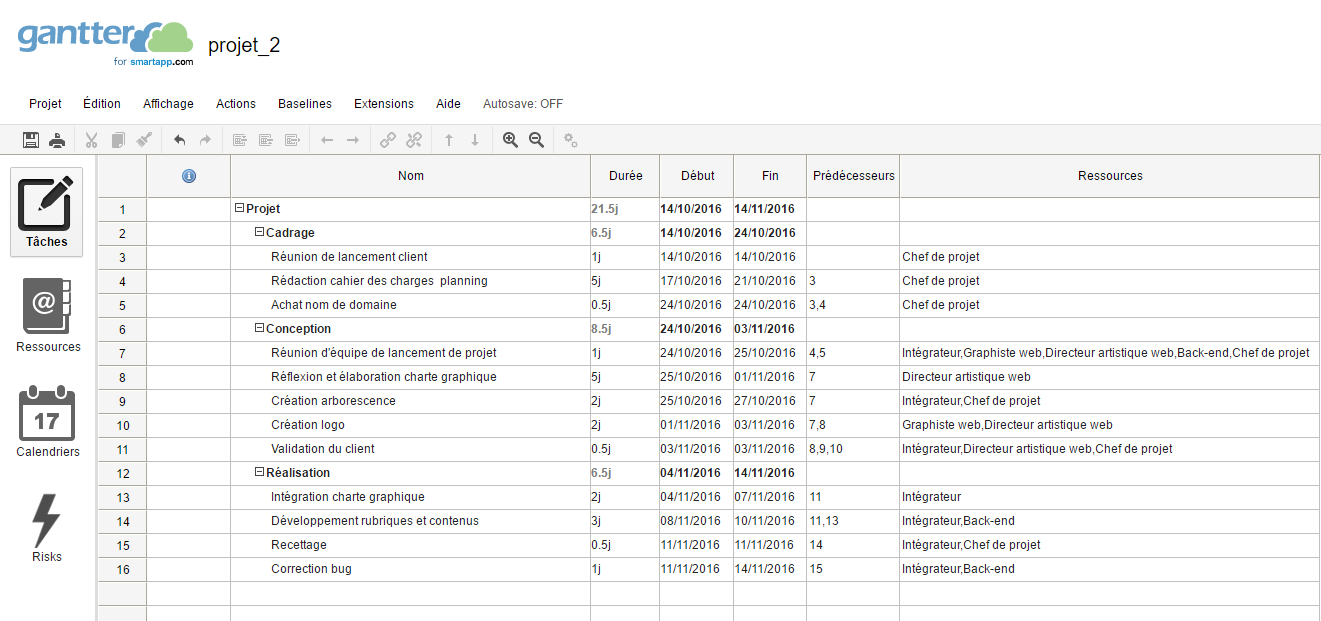 gantter
for smartapp.com
projet_2
Projet Édition Affichage Actions Baselines Extensions Aide Autosave: OFF
Nom Durée Début Fin Prédécesseurs Ressources
1 Projet 21.5j 14/10/2016 14/11/2016
2 Cadrage 6.5j 14/10/2016 24/10/2016
3 Réunion de lancement client 1j 14/10/2016 14/10/2016 Chef de projet
4 Rédaction cahier des charges planning 5j 17/10/2016 21/10/2016 3 Chef de projet
5 Achat nom de domaine 0.5j 24/10/2016 24/10/2016 3,4 Chef de projet
6 Conception 8.5j 24/10/2016 03/11/2016
7 Réunion d'équipe de lancement de projet 1j 24/10/2016 25/10/2016 4,5 Intégrateur,Graphiste web,Directeur artistique web,Back-end,Chef de projet
8 Réflexion et élaboration charte graphique 5j 25/10/2016 01/11/2016 7 Directeur artistique web
9 Création arborescence 2j 25/10/2016 27/10/2016 7 Intégrateur,Chef de projet
10 Création logo 2j 01/11/2016 03/11/2016 7,8 Graphiste web,Directeur artistique web
11 Validation du client 0.5j 03/11/2016 03/11/2016 8,9,10 Intégrateur,Directeur artistique web,Chef de projet
12 Réalisation 6.5j 04/11/2016 14/11/2016
13 Intégration charte graphique 2j 04/11/2016 07/11/2016 11 Intégrateur
14 Développement rubriques et contenus 3j 08/11/2016 10/11/2016 11,13 Intégrateur,Back-end
15 Recettage 0.5j 11/11/2016 11/11/2016 14 Intégrateur,Chef de projet
16 Correction bug 1j 11/11/2016 14/11/2016 15 Intégrateur,Back-end
Tâches
@
Ressources
17
Calendriers
Risks